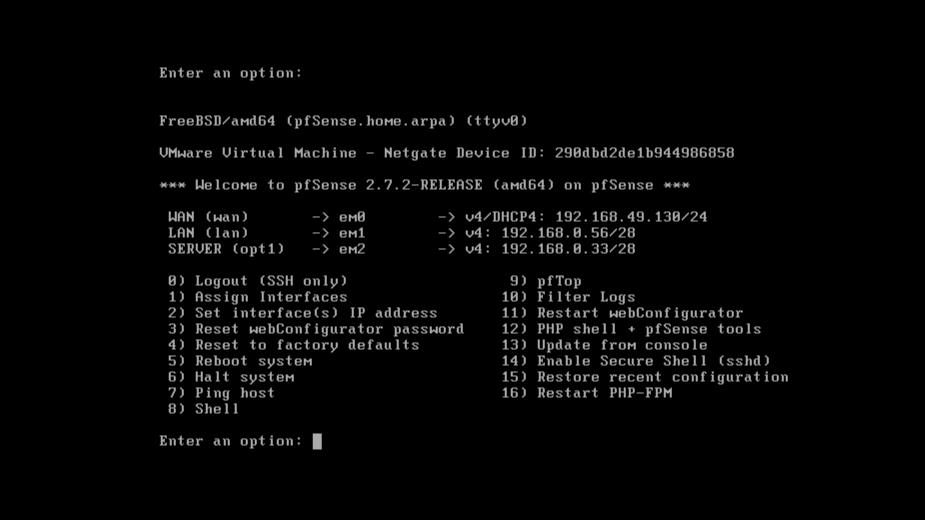 Enter an option:
FreeBSD/amd64 (pfSense.home.arpa) (ttyv0)
VMware Virtual Machine - Netgate Device ID: 290dbd2de1b944986858
*** Welcome to pfSense 2.7.2-RELEASE (amd64) on pfSense ***
WAN (wan) -> em0 -> v4/DHCP4: 192.168.49.130/24
LAN (lan) -> em1 -> v4: 192.168.0.56/28
SERVER (opt1) -> em2 -> v4: 192.168.0.33/28
0) Logout (SSH only) 9) pfTop
1) Assign Interfaces 10) Filter Logs
2) Set interface(s) IP address 11) Restart webConfigurator
3) Reset webConfigurator password 12) PHP shell + pfSense tools
4) Reset to factory defaults 13) Update from console
5) Reboot system 14) Enable Secure Shell (sshd)
6) Halt system 15) Restore recent configuration
7) Ping host 16) Restart PHP-FPM
8) Shell
Enter an option: